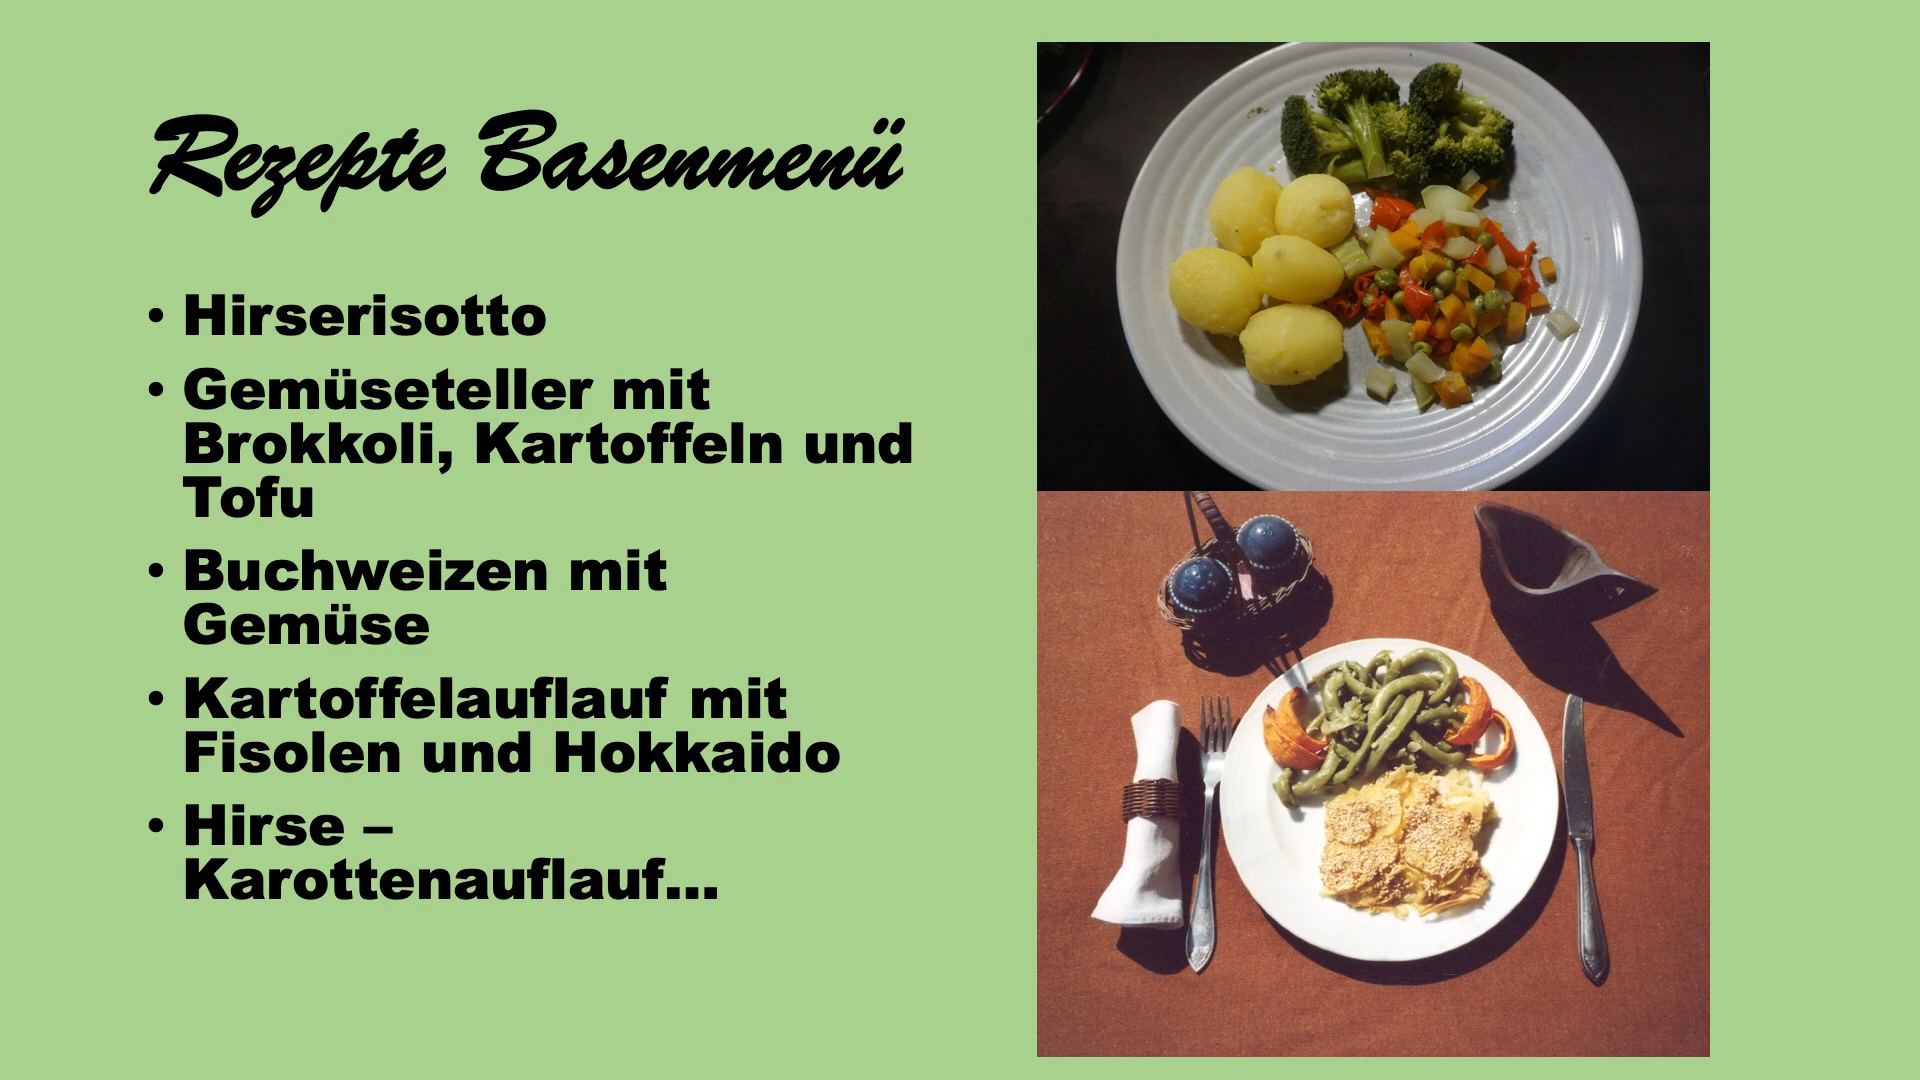 Rezepte Basenmenü
• Hirserisotto
• Gemüseteller mit
Brokkoli, Kartoffeln und
Tofu
• Buchweizen mit
Gemüse
• Kartoffelauflauf mit
Fisolen und Hokkaido
• Hirse –
Karottenauflauf...